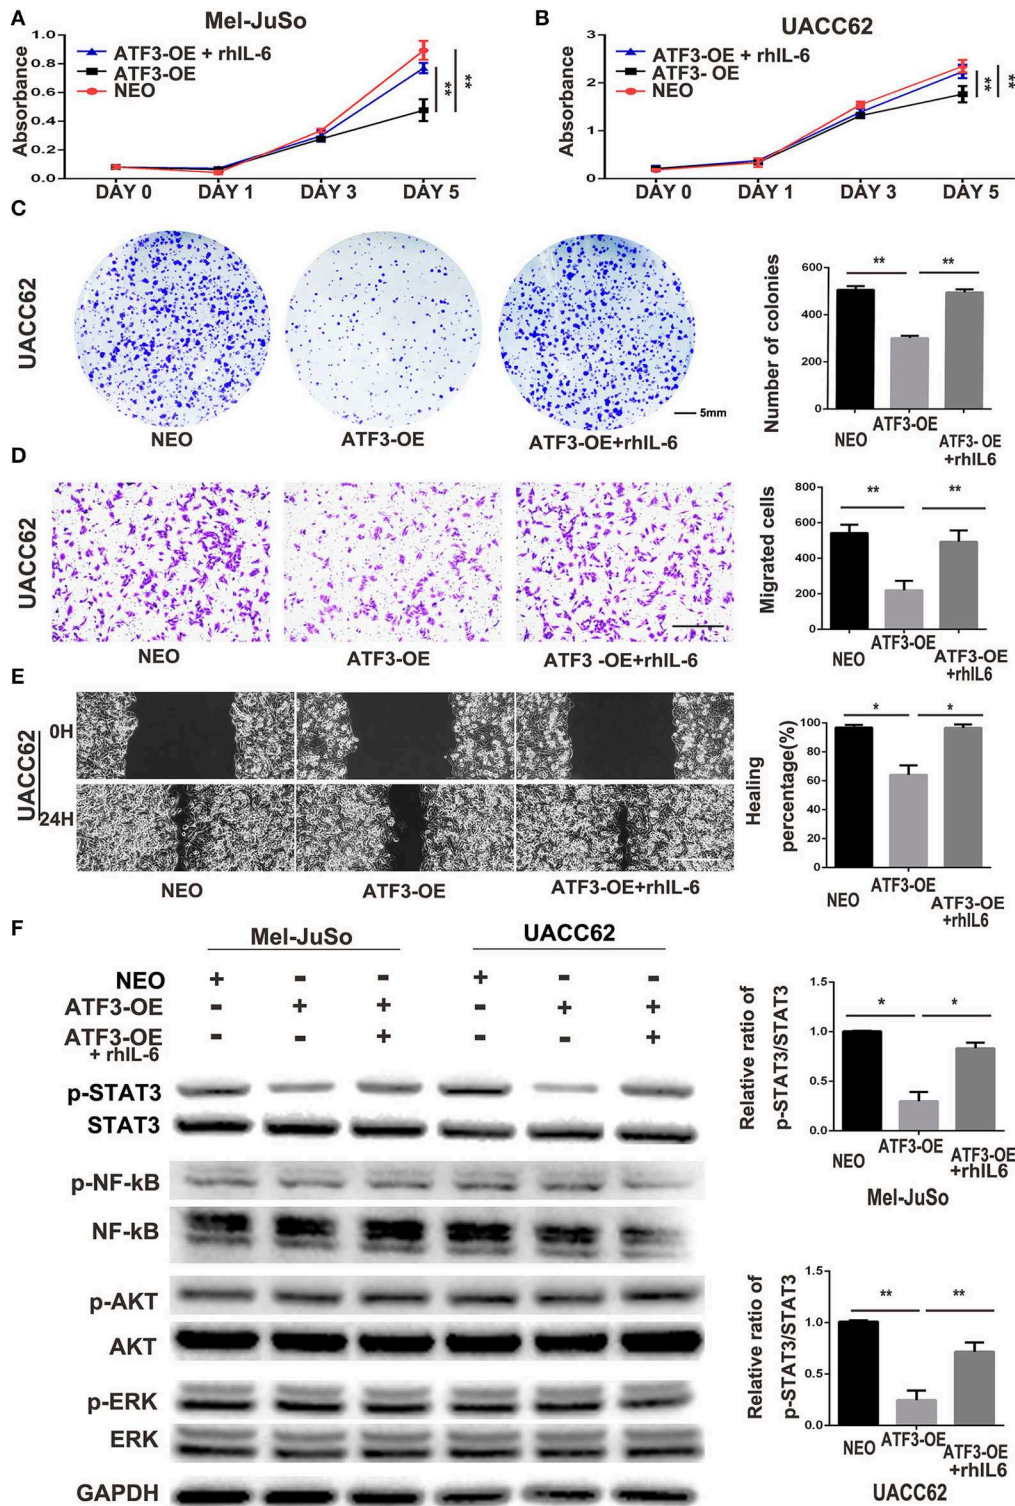 A
Mel-JuSo
Absorbance
1.0
0.8
0.6
0.4
0.2
0.0
ATF3-OE + rhIL-6
ATF3-OE
NEO
** **
DAY 0 DAY 1 DAY 3 DAY 5
B
UACC62
Absorbance
3
2
1
0
ATF3-OE + rhIL-6
ATF3- OE
NEO
** **
DAY 0 DAY 1 DAY 3 DAY 5
C
UACC62
NEO ATF3-OE ATF3-OE+rhIL-6
5mm
Number of colonies
600
400
200
0
** **
NEO ATF3-OE ATF3- OE
+rhIL6
D
UACC62
NEO ATF3-OE ATF3 -OE+rhIL-6
Migrated cells
800
600
400
200
0
** **
NEO ATF3-OE ATF3-OE
+rhIL6
E
UACC62
0H
24H
NEO ATF3-OE ATF3-OE+rhIL-6
Healing
percentage(%)
100
80
60
40
20
0
* *
NEO ATF3-OE ATF3-OE
+rhIL6
F
Mel-JuSo UACC62
NEO + - - + - -
ATF3-OE - + + - + +
ATF3-OE - - + - - +
+ rhIL-6
p-STAT3
STAT3
p-NF-kB
NF-kB
p-AKT
AKT
p-ERK
ERK
GAPDH
Relative ratio of
p-STAT3/STAT3
1.5
1.0
0.5
0.0
* *
NEO ATF3-OE ATF3-OE
+rhIL6
Mel-JuSo
Relative ratio of
p-STAT3/STAT3
1.5
1.0
0.5
0.0
** **
NEO ATF3-OE ATF3-OE
+rhIL6
UACC62